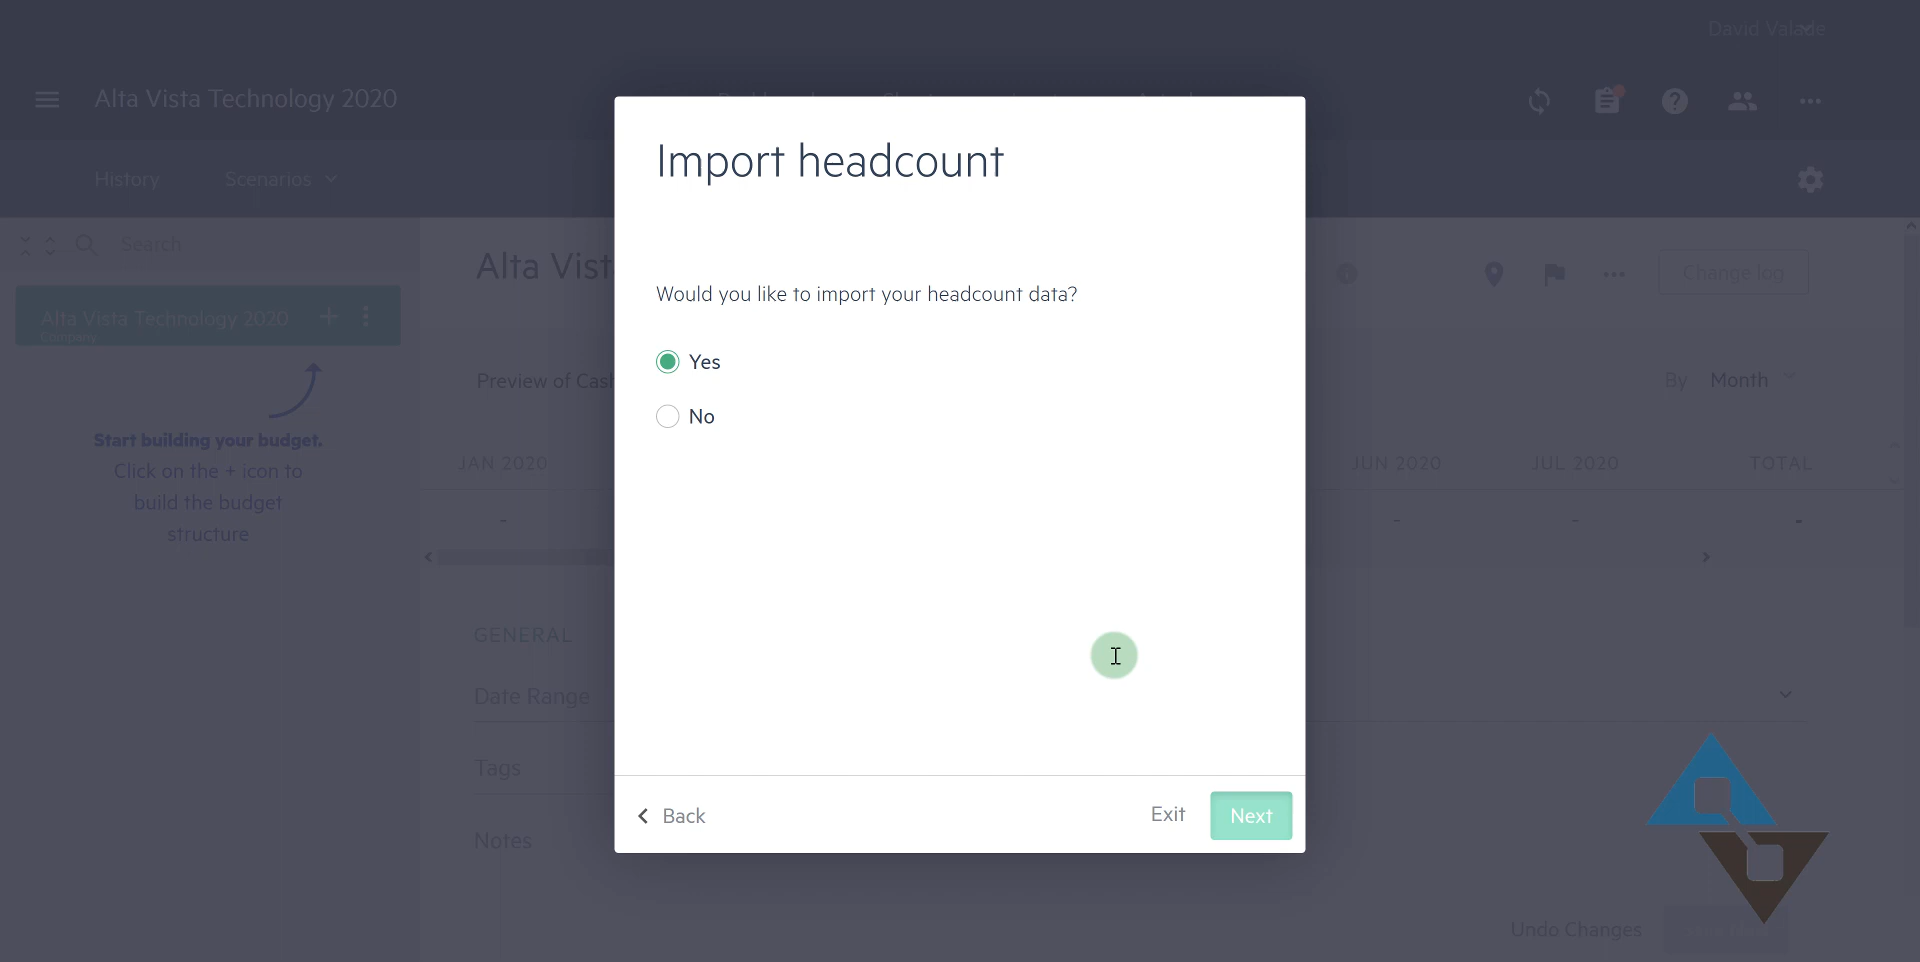 David Valade
Alta Vista Technology 2020
History
Scenarios
Search
Alta Vist
Change log
Alta Vista Technology 2020
Company
Preview of Cash
By Month
Start building your budget.
Click on the + icon to
build the budget
structure
JAN 2020
JUN 2020
JUL 2020
TOTAL
GENERAL
Date Range
Tags
Notes
Undo Changes
Import headcount
Would you like to import your headcount data?
Yes
No
Back
Exit
Next